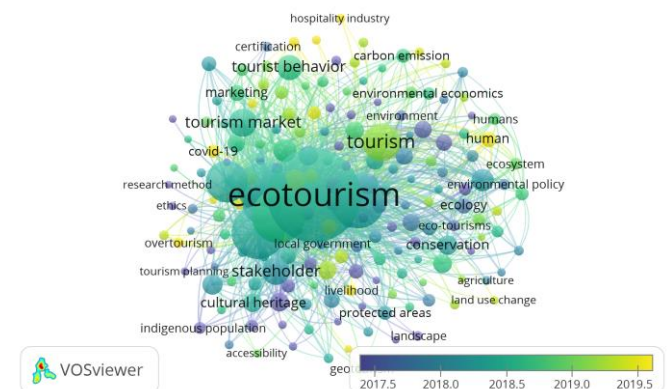 hospitality industry
certification
carbon emission
tourist behavior
marketing
environmental economics
environment
humans
tourism market
tourism
human
covid-19
ecosystem
research method
environmental policy
ecotourism
ethics
ecology
eco-tourisms
overtourism
local government
conservation
tourism planning
stakeholder
agriculture
livelihood
land use change
cultural heritage
protected areas
indigenous population
landscape
accessibility
VOSviewer
2017.5 2018.0 2018.5 2019.0 2019.5